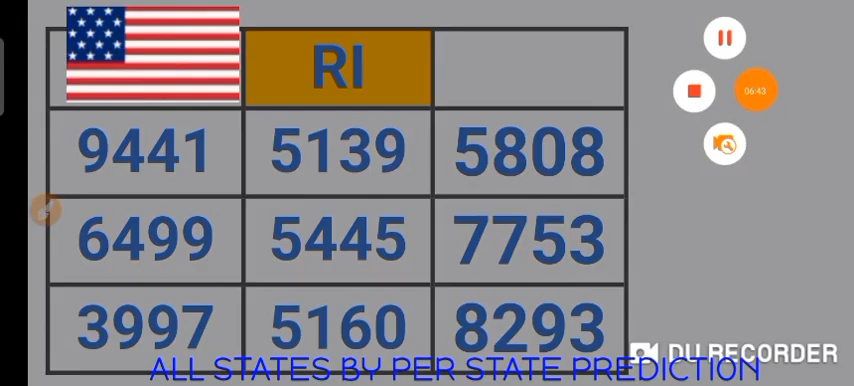 RI
06:43
9441 5139 5808
6499 5445 7753
3997 5160 8293
DU RECORDER
ALL STATES BY PER STATE PREDICTION